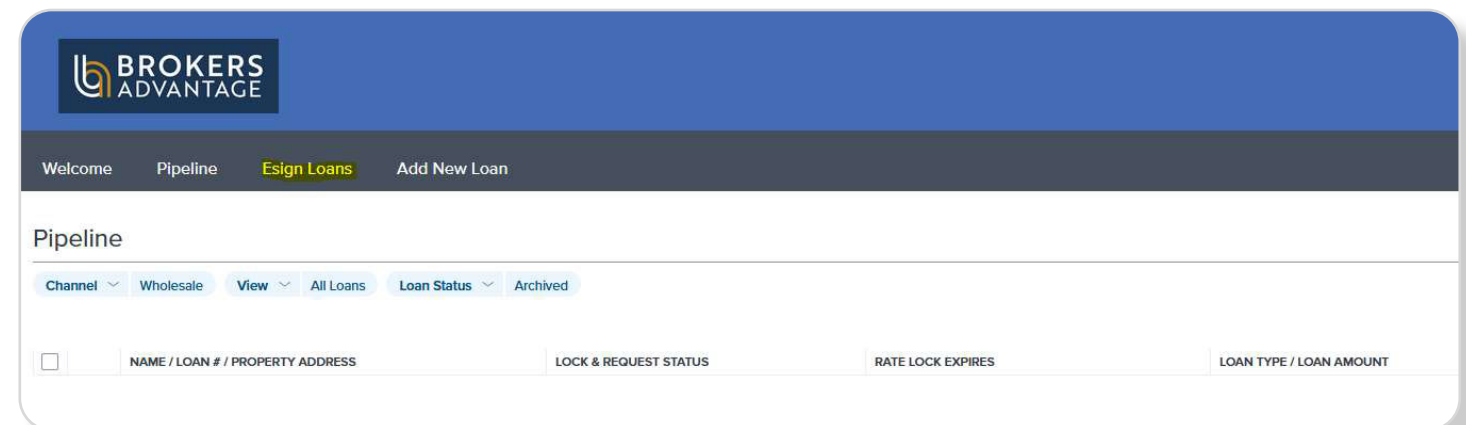 BROKERS
ADVANTAGE
Welcome Pipeline Esign Loans Add New Loan
Pipeline
Channel Wholesale View All Loans Loan Status Archived
NAME / LOAN # / PROPERTY ADDRESS LOCK & REQUEST STATUS RATE LOCK EXPIRES LOAN TYPE / LOAN AMOUNT